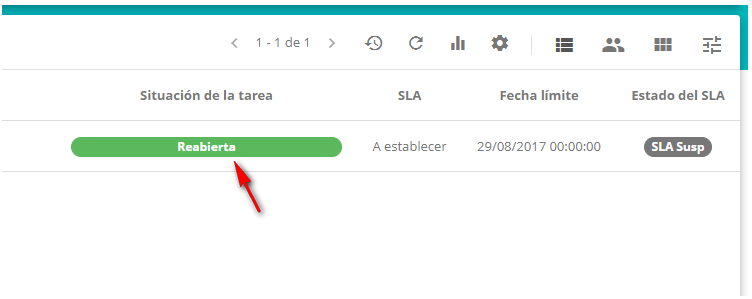 1 - 1 de 1
Situación de la tarea SLA Fecha límite Estado del SLA
Reabierta A establecer 29/08/2017 00:00:00 SLA Susp